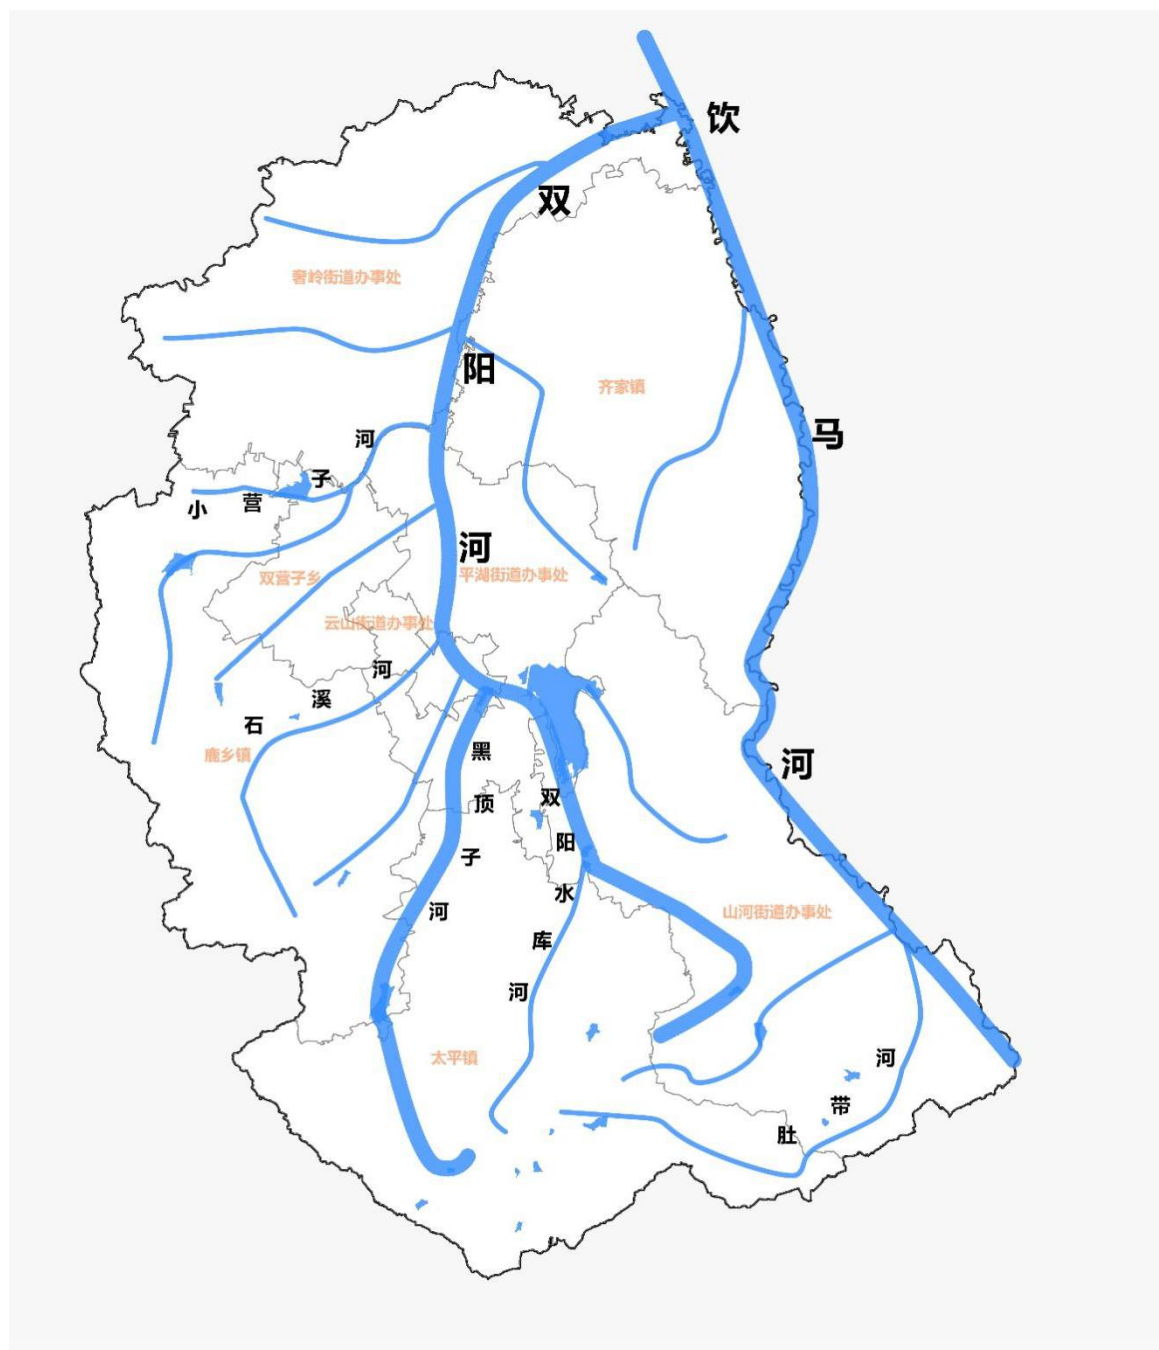 饮马河
双阳河
奢岭街道办事处
齐家镇
小营子河
双营子乡
平湖街道办事处
云山街道办事处
石溪河
鹿乡镇
黑顶子河
双阳水库河
山河街道办事处
太平镇
肚带河